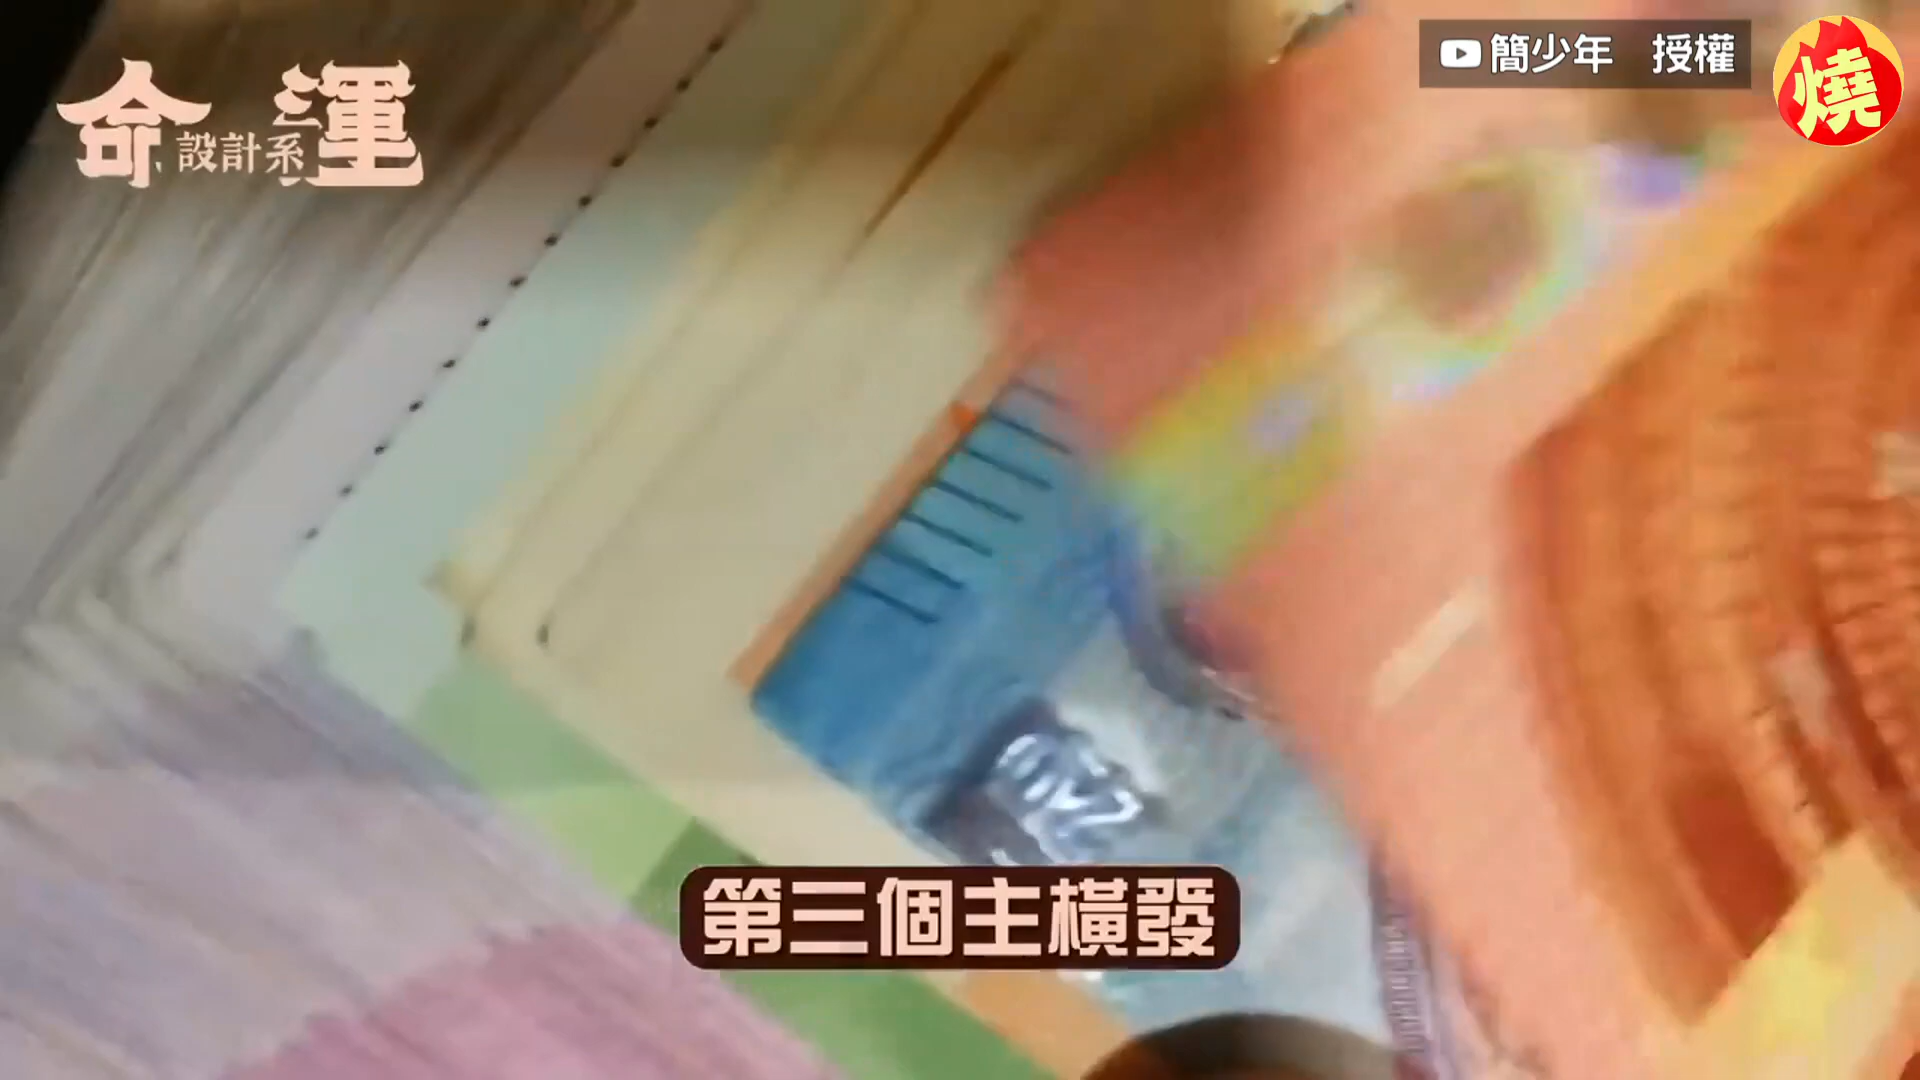 命運設計系
簡少年 授權
燒
第三個主橫發